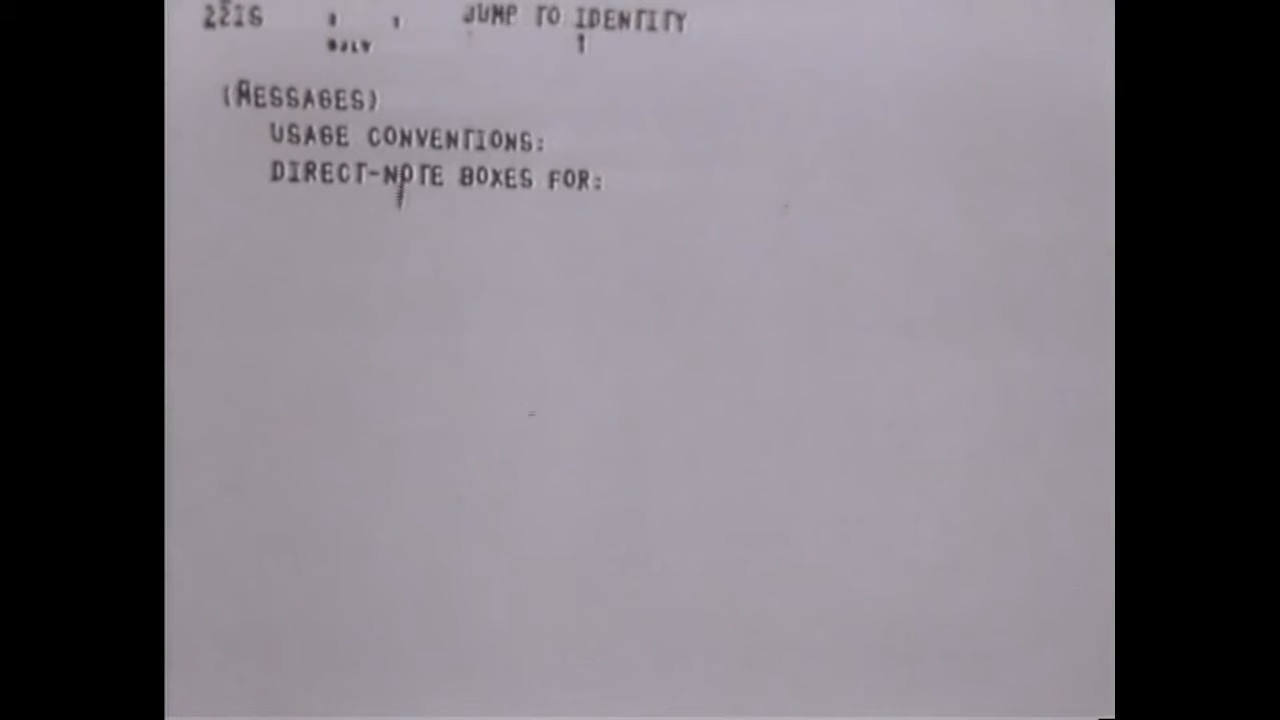 JUMP TO IDENTITY
(MESSAGES)
USAGE CONVENTIONS:
DIRECT-NOTE BOXES FOR: